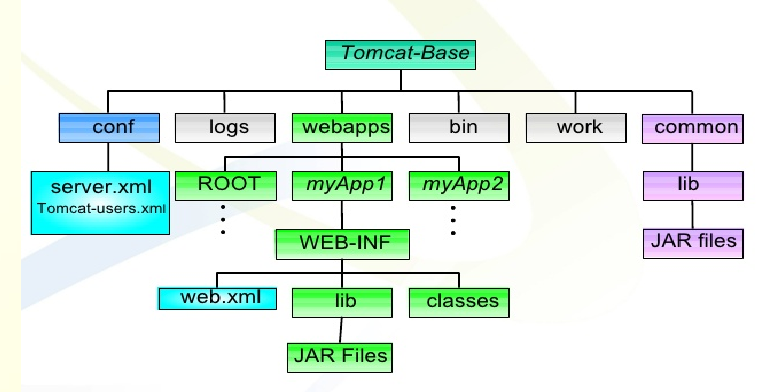 Tomcat-Base
conf
logs
webapps
bin
work
common
server.xml
Tomcat-users.xml
ROOT
myApp1
myApp2
lib
WEB-INF
JAR files
web.xml
lib
classes
JAR Files